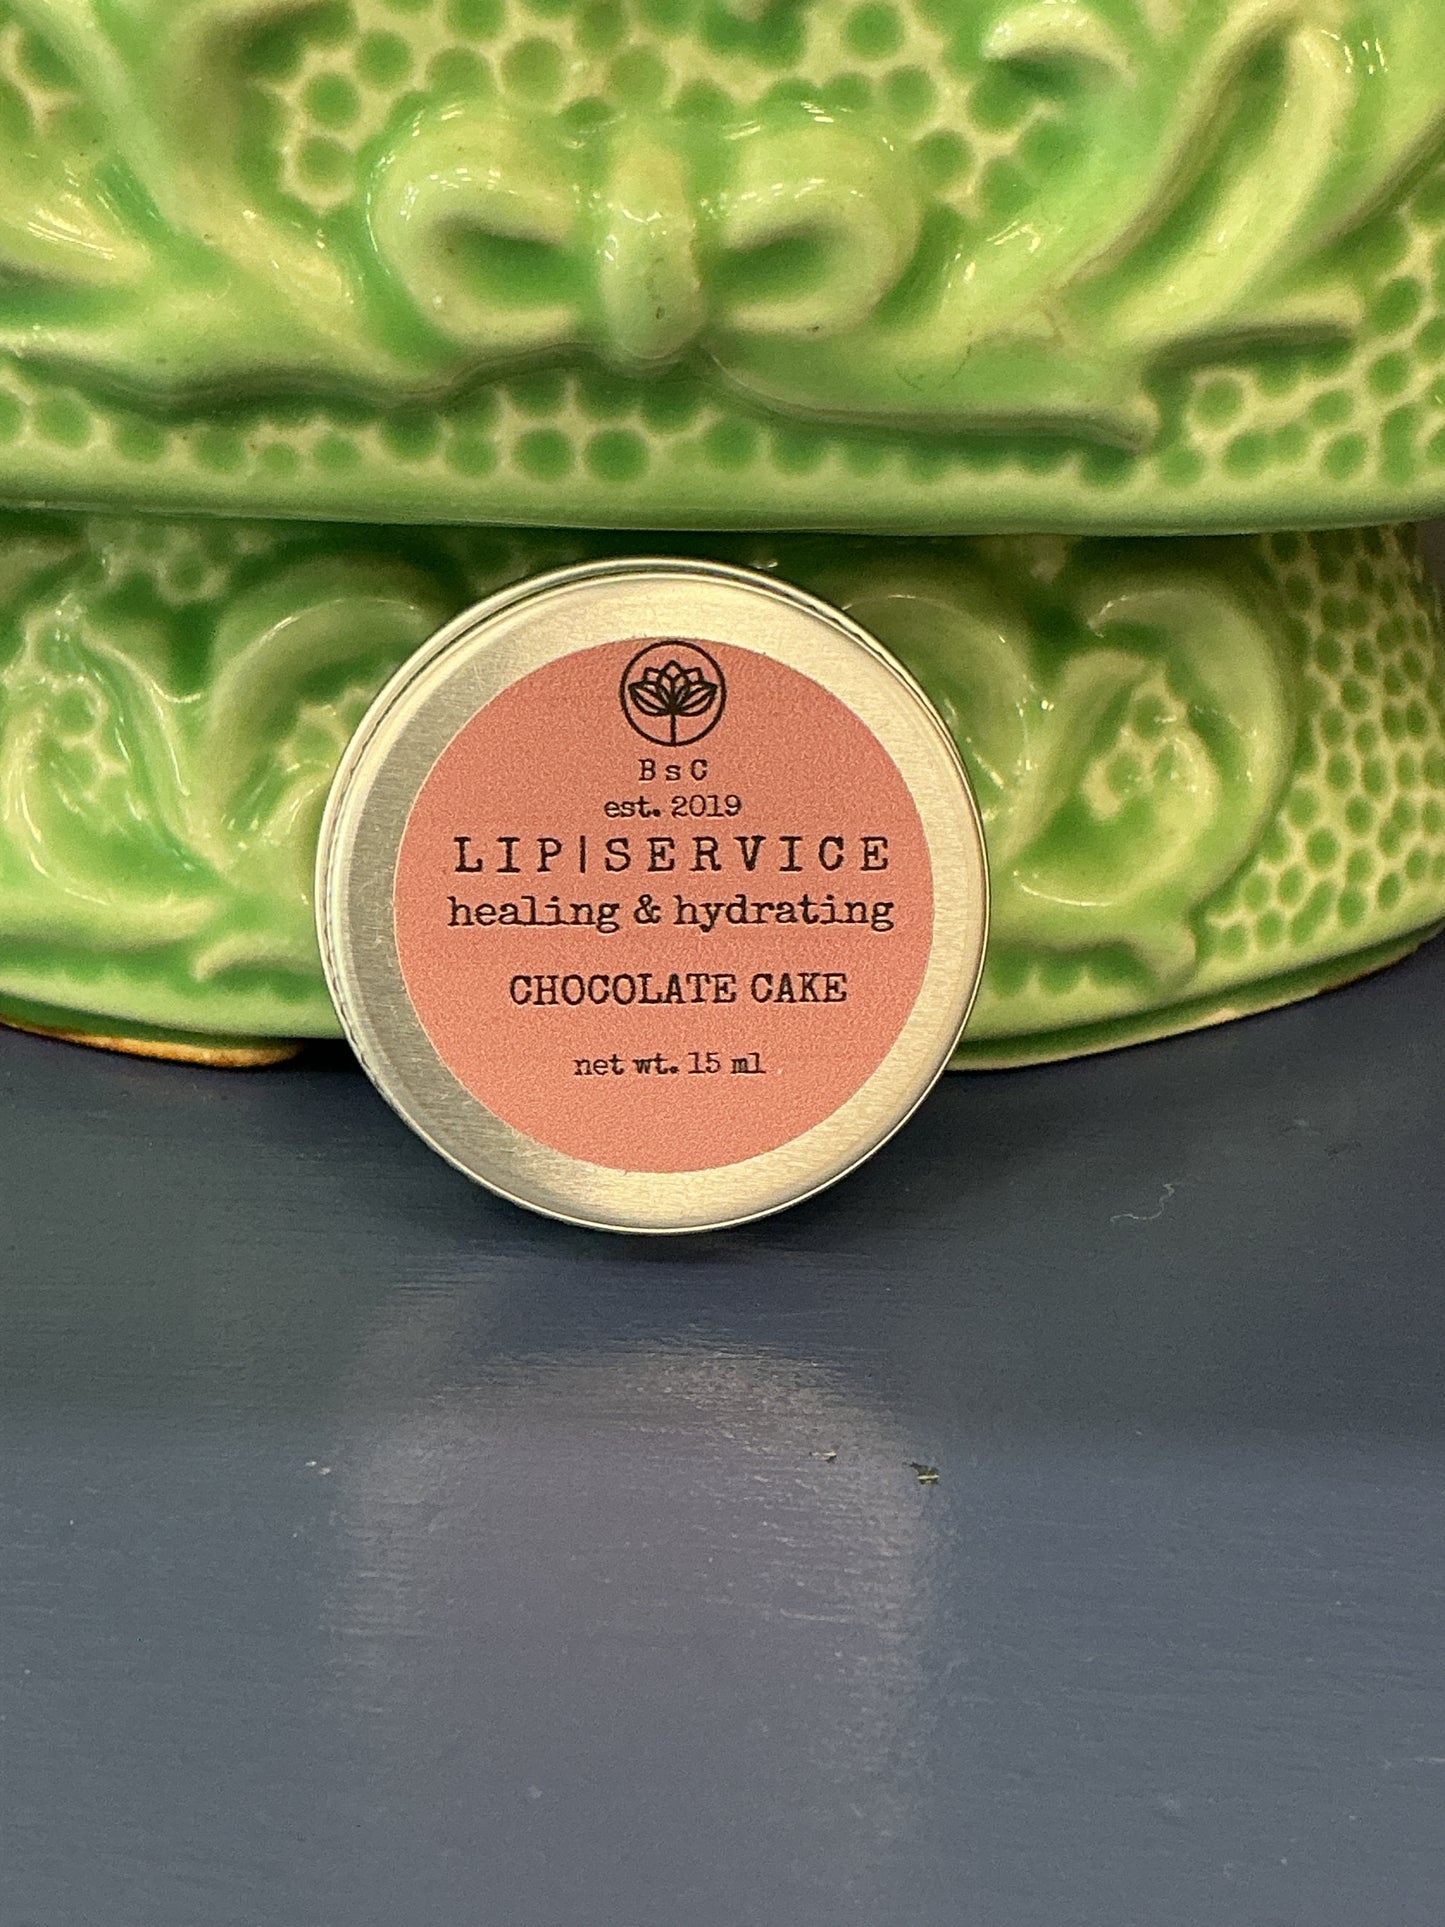 BsC
est. 2019
LIP|SERVICE
healing & hydrating
CHOCOLATE CAKE
net wt. 15 ml